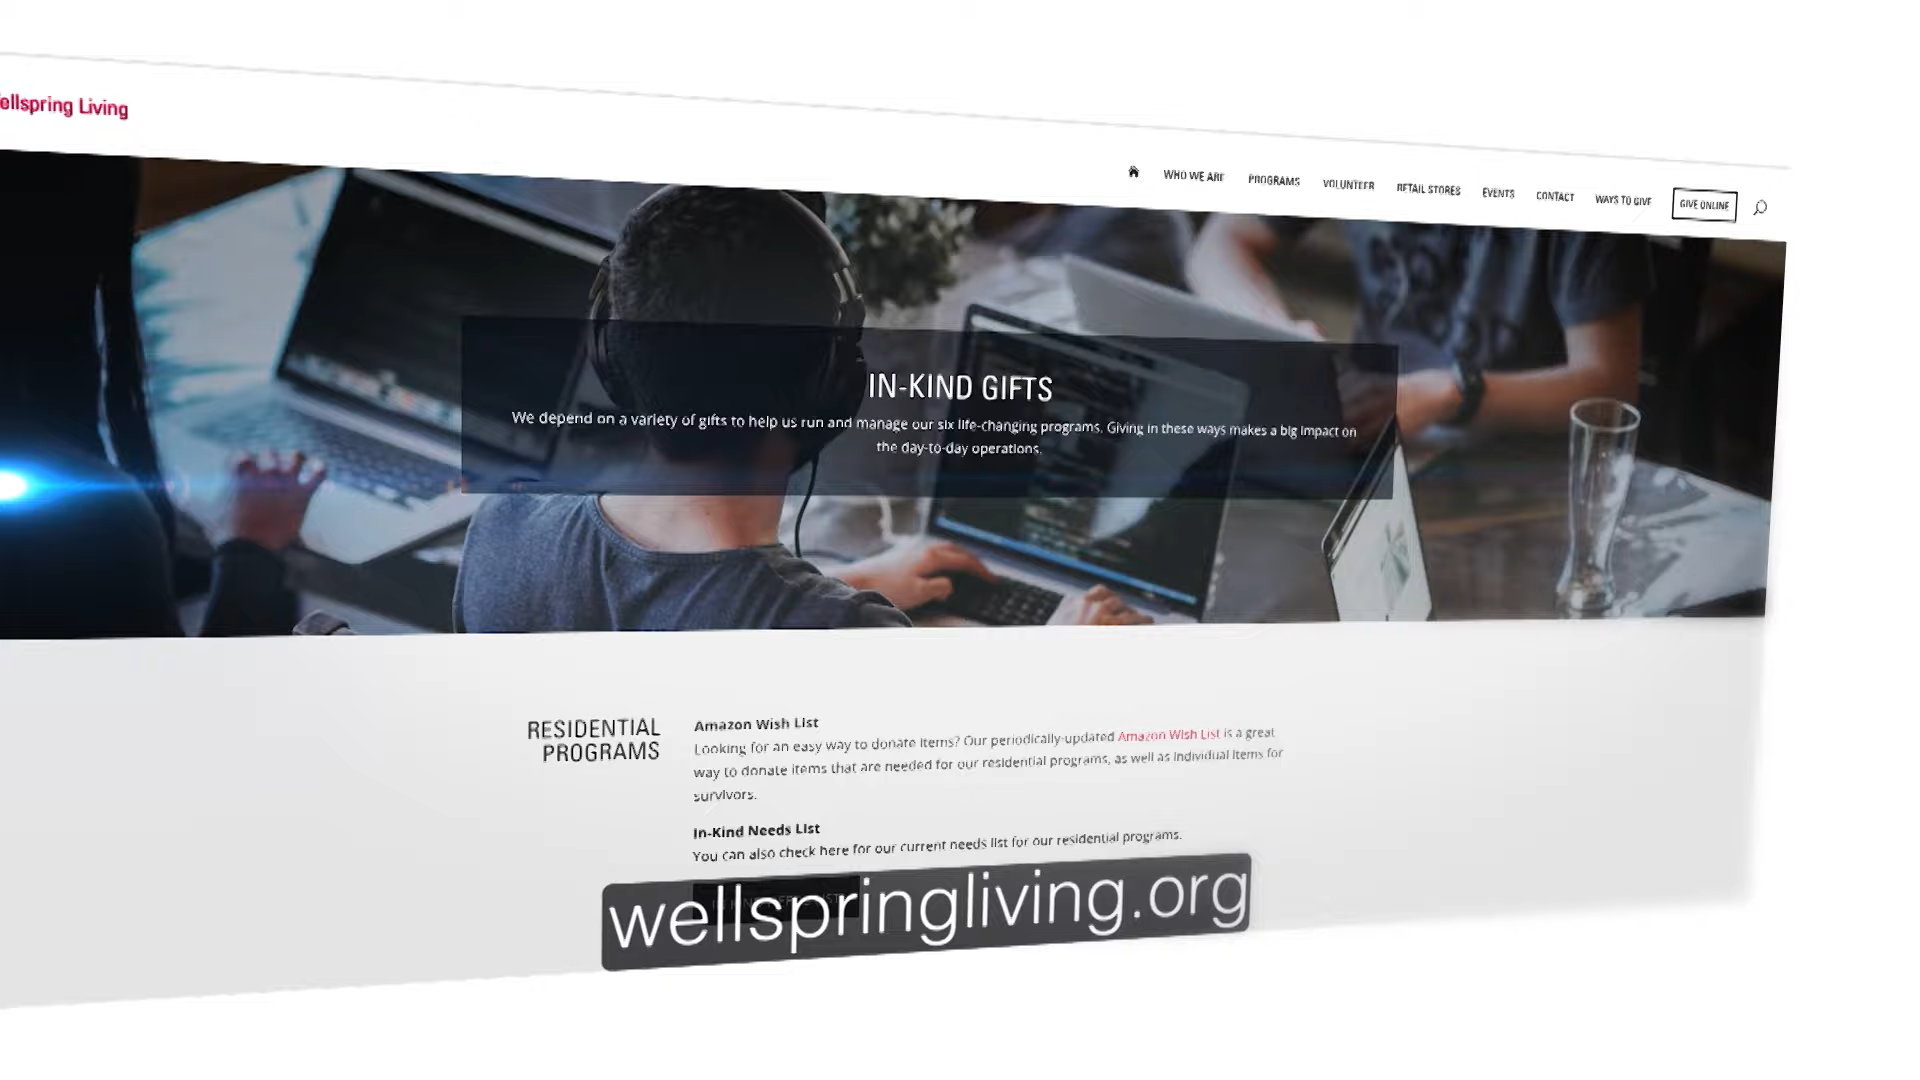 ellspring Living
WHO WE ARE PROGRAMS VOLUNTEER RETAIL STORES EVENTS CONTACT WAYS TO GIVE GIVE ONLINE
IN-KIND GIFTS
We depend on a variety of gifts to help us run and manage our six life-changing programs. Giving in these ways makes a big impact on
the day-to-day operations.
RESIDENTIAL
PROGRAMS
Amazon Wish List
Looking for an easy way to donate items? Our periodically-updated Amazon Wish List is a great
way to donate items that are needed for our residential programs, as well as individual items for
survivors.
In-Kind Needs List
You can also check here for our current needs list for our residential programs.
wellspringliving.org